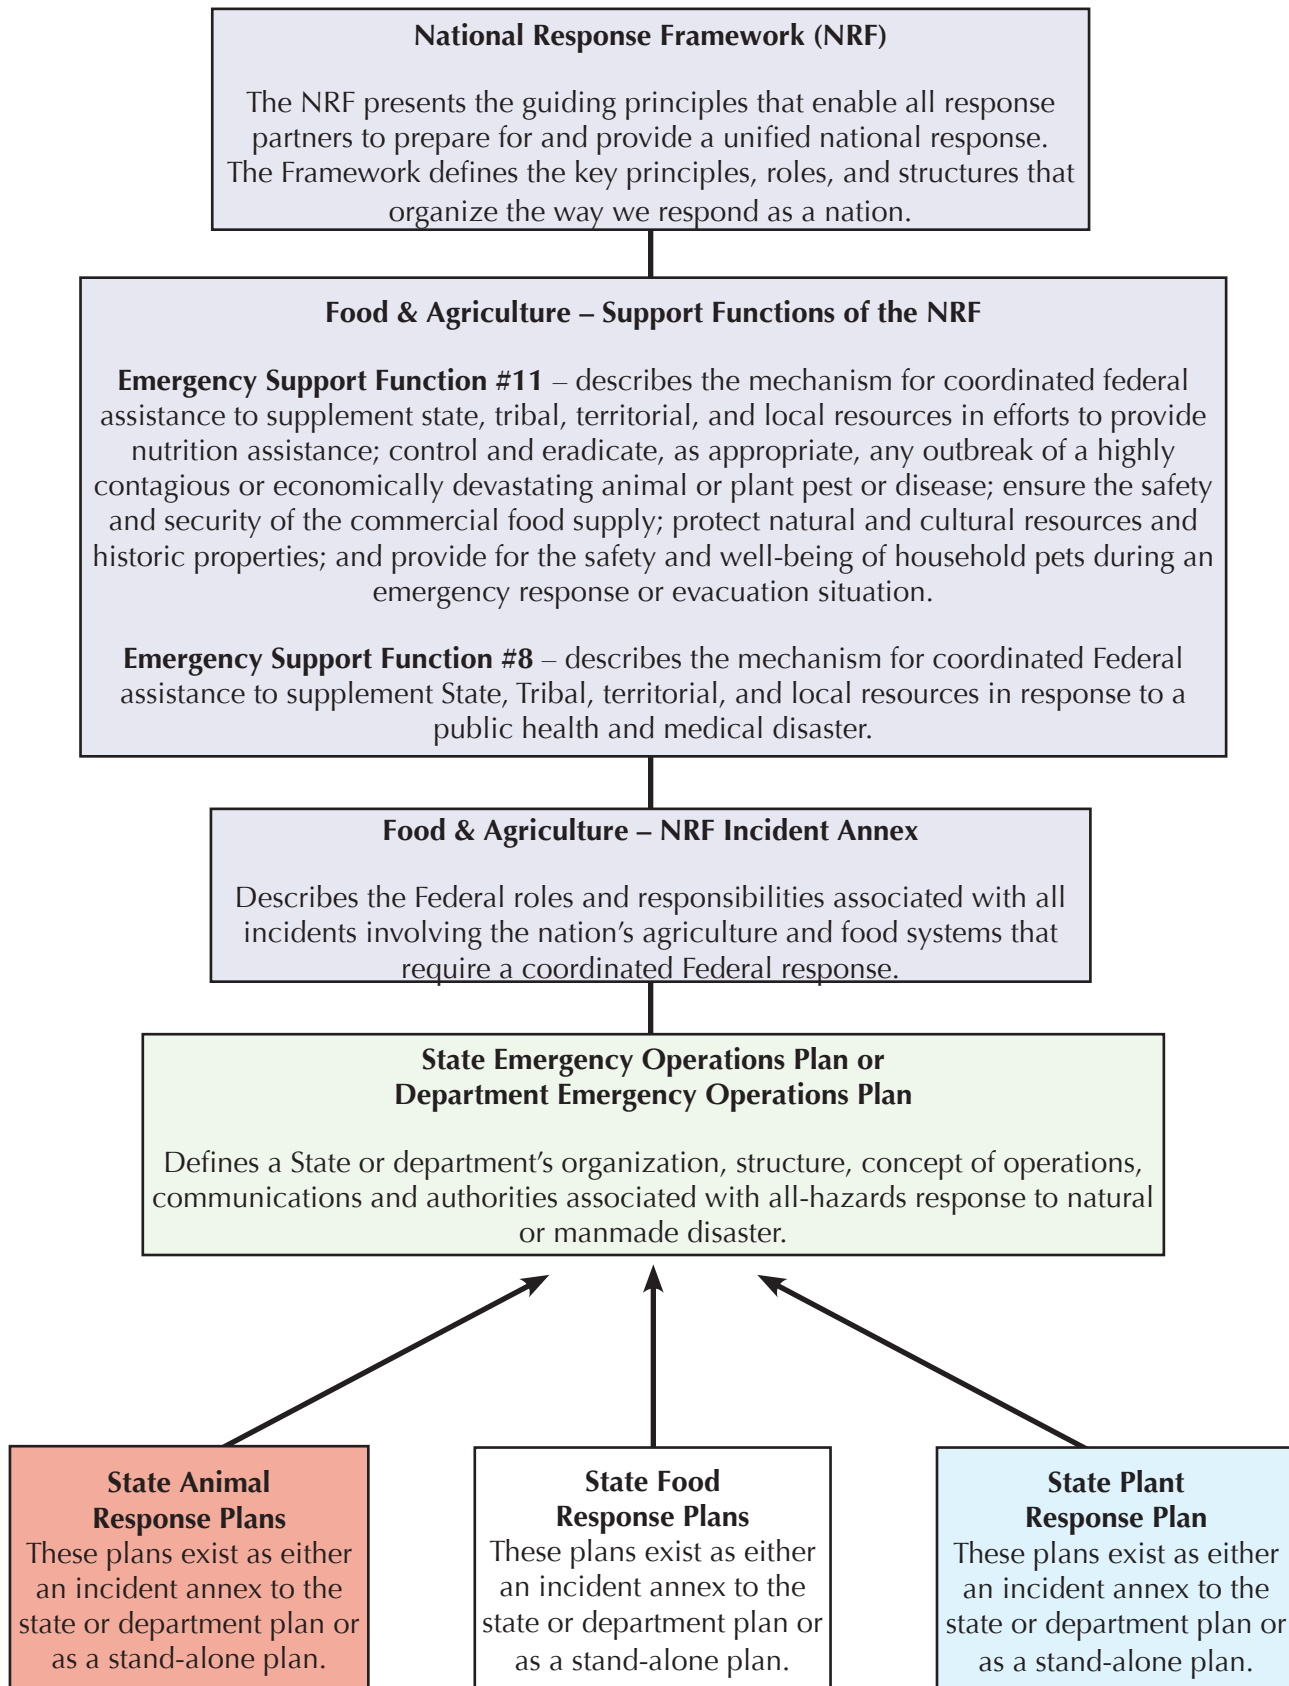 National Response Framework (NRF)
The NRF presents the guiding principles that enable all response
partners to prepare for and provide a unified national response.
The Framework defines the key principles, roles, and structures that
organize the way we respond as a nation.
Food & Agriculture – Support Functions of the NRF
Emergency Support Function #11 – describes the mechanism for coordinated federal
assistance to supplement state, tribal, territorial, and local resources in efforts to provide
nutrition assistance; control and eradicate, as appropriate, any outbreak of a highly
contagious or economically devastating animal or plant pest or disease; ensure the safety
and security of the commercial food supply; protect natural and cultural resources and
historic properties; and provide for the safety and well-being of household pets during an
emergency response or evacuation situation.
Emergency Support Function #8 – describes the mechanism for coordinated Federal
assistance to supplement State, Tribal, territorial, and local resources in response to a
public health and medical disaster.
Food & Agriculture – NRF Incident Annex
Describes the Federal roles and responsibilities associated with all
incidents involving the nation’s agriculture and food systems that
require a coordinated Federal response.
State Emergency Operations Plan or
Department Emergency Operations Plan
Defines a State or department’s organization, structure, concept of operations,
communications and authorities associated with all-hazards response to natural
or manmade disaster.
State Animal
Response Plans
These plans exist as either
an incident annex to the
state or department plan or
as a stand-alone plan.
State Food
Response Plans
These plans exist as either
an incident annex to the
state or department plan or
as a stand-alone plan.
State Plant
Response Plan
These plans exist as either
an incident annex to the
state or department plan or
as a stand-alone plan.